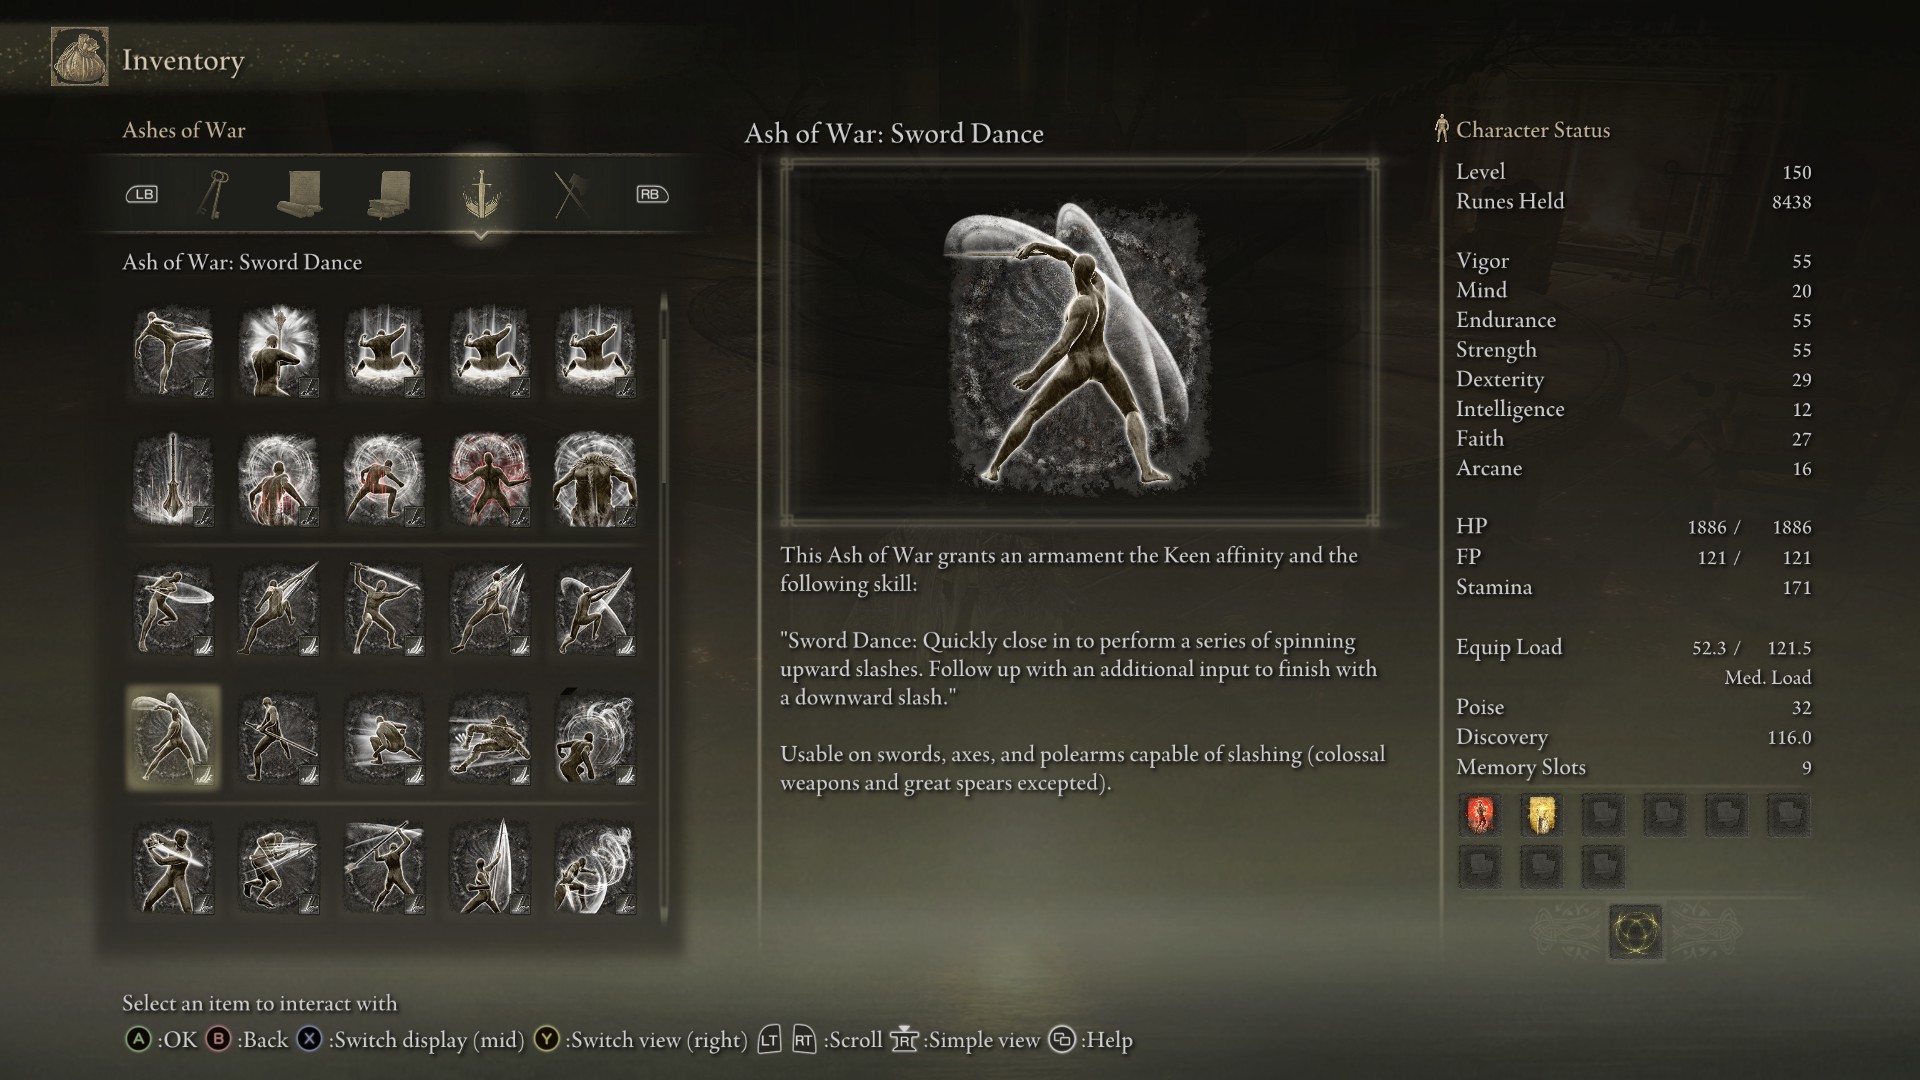 Inventory
Ashes of War
LB
RB
Ash of War: Sword Dance
Ash of War: Sword Dance
This Ash of War grants an armament the Keen affinity and the
following skill:
"Sword Dance: Quickly close in to perform a series of spinning
upward slashes. Follow up with an additional input to finish with
a downward slash."
Usable on swords, axes, and polearms capable of slashing (colossal
weapons and great spears excepted).
Character Status
Level 150
Runes Held 8438
Vigor 55
Mind 20
Endurance 55
Strength 55
Dexterity 29
Intelligence 12
Faith 27
Arcane 16
HP 1886 / 1886
FP 121 / 121
Stamina 171
Equip Load 52.3 / 121.5
Med. Load
Poise 32
Discovery 116.0
Memory Slots 9
Select an item to interact with
A :OK B :Back X :Switch display (mid) Y :Switch view (right) LT RT :Scroll R :Simple view :Help